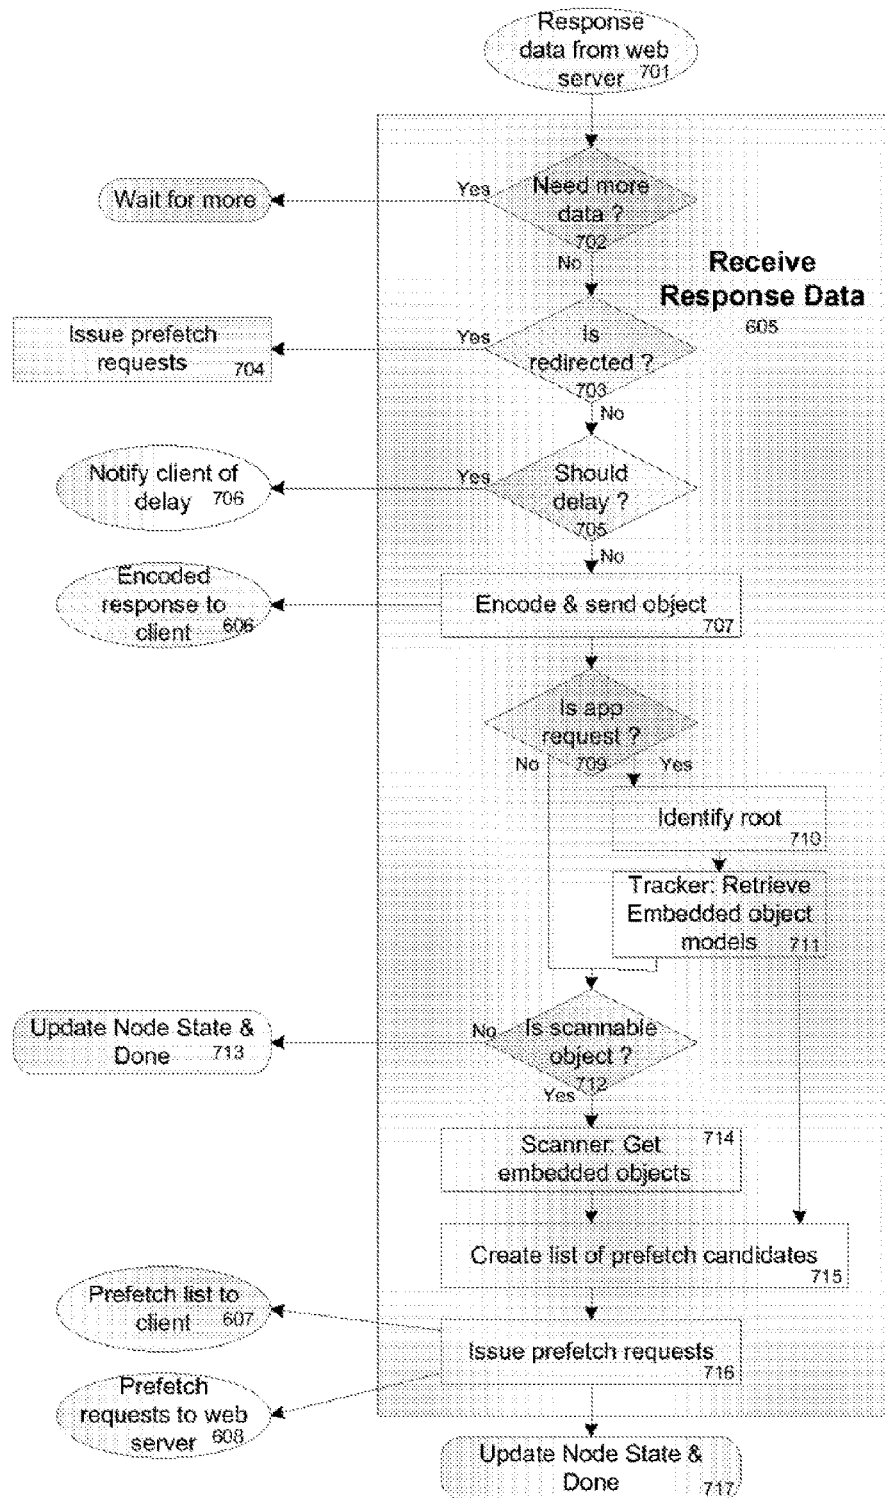 Response
data from web
server 701
Need more
data ?
702
Yes
Wait for more
No
Receive
Response Data
605
Is
redirected ?
703
Yes
Issue prefetch
requests 704
No
Should
delay ?
705
Yes
Notify client of
delay 706
No
Encode & send object
707
Encoded
response to
client 606
Is app
request ?
709
No
Yes
Identify root
710
Tracker: Retrieve
Embedded object
models 711
Is scannable
object ?
712
No
Update Node State &
Done 713
Yes
714
Scanner: Get
embedded objects
Create list of prefetch candidates
715
Prefetch list to
client 607
Issue prefetch requests
716
Prefetch
requests to web
server 608
Update Node State &
Done 717